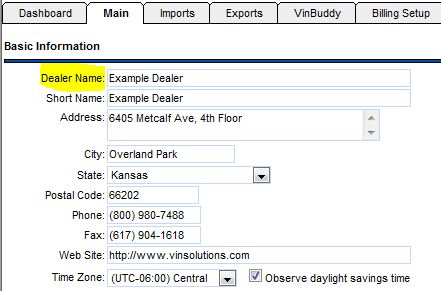 Dashboard Main Imports Exports VinBuddy Billing Setup
Basic Information
Dealer Name: Example Dealer
Short Name: Example Dealer
Address: 6405 Metcalf Ave, 4th Floor
City: Overland Park
State: Kansas
Postal Code: 66202
Phone: (800) 980-7488
Fax: (617) 904-1618
Web Site: http://www.vinsolutions.com
Time Zone: (UTC-06:00) Central Observe daylight savings time